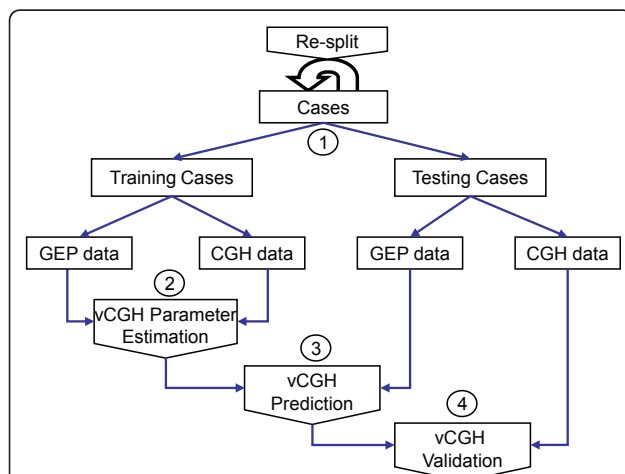 Re-split
Cases
1
Training Cases
Testing Cases
GEP data
CGH data
GEP data
CGH data
2
vCGH Parameter
Estimation
3
vCGH
Prediction
4
vCGH
Validation